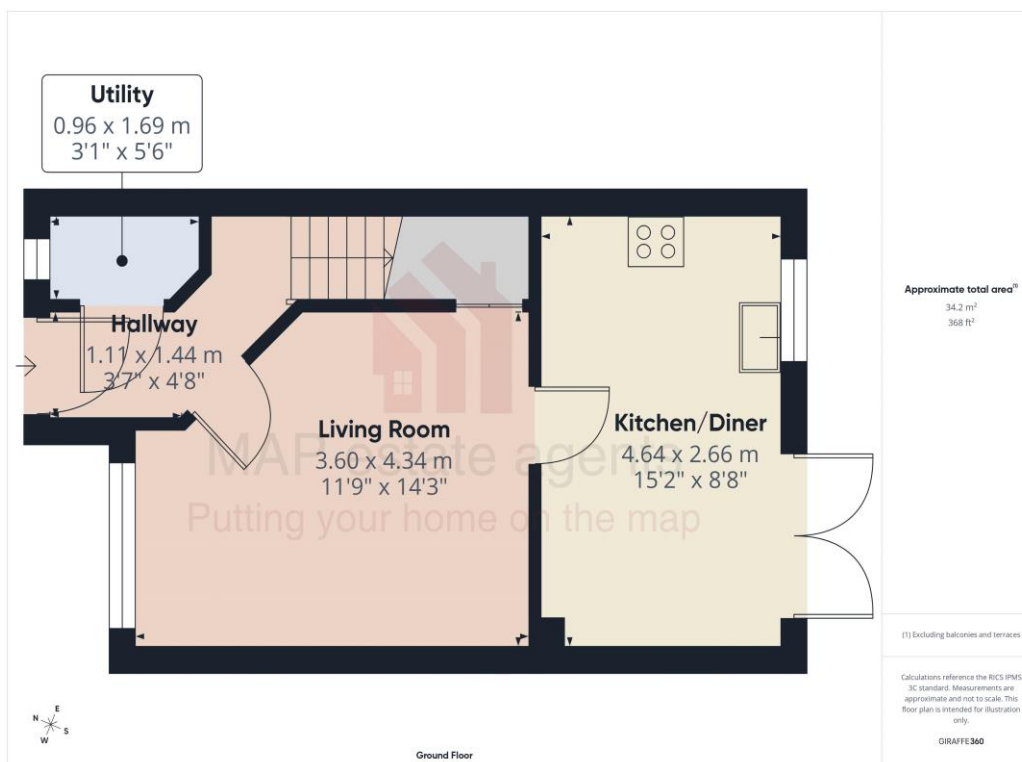 Utility
0.96 x 1.69 m
3'1" x 5'6"
Hallway
1.11 x 1.44 m
3'7" x 4'8"
Living Room
3.60 x 4.34 m
11'9" x 14'3"
Kitchen/Diner
4.64 x 2.66 m
15'2" x 8'8"
MAP estate agents
Putting your home on the map
N
E
S
W
Ground Floor
Approximate total area(1)
34.2 m²
368 ft²
(1) Excluding balconies and terraces
Calculations reference the RICS IPMS
3C standard. Measurements are
approximate and not to scale. This
floor plan is intended for illustration
only.
GIRAFFE360